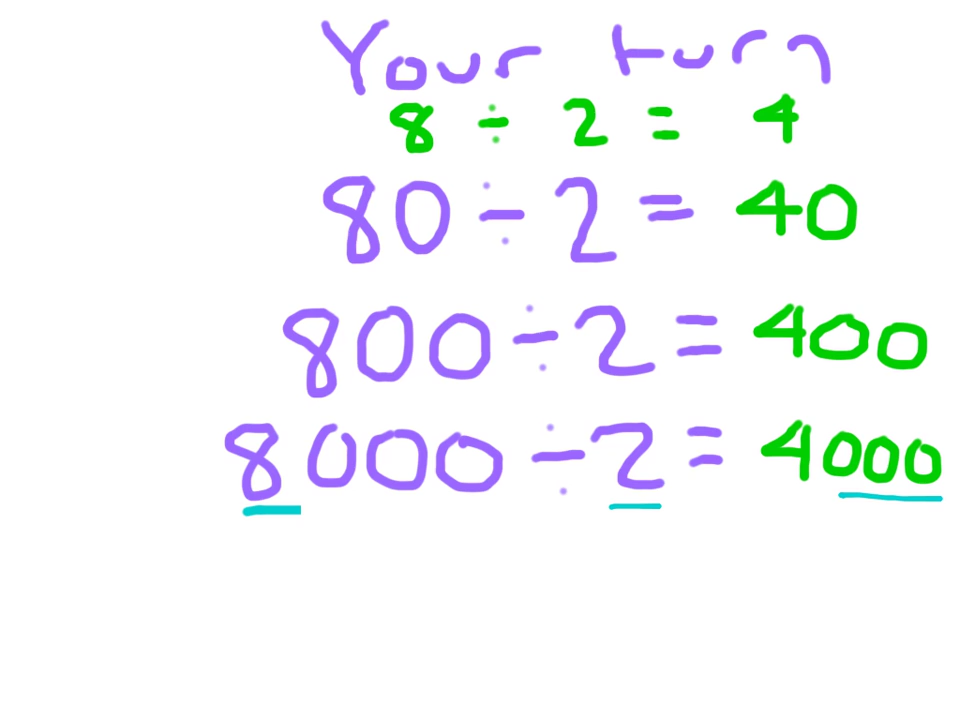 Your turn
8 ÷ 2 = 4
80 ÷ 2 = 40
800 ÷ 2 = 400
8000 ÷ 2 = 4000